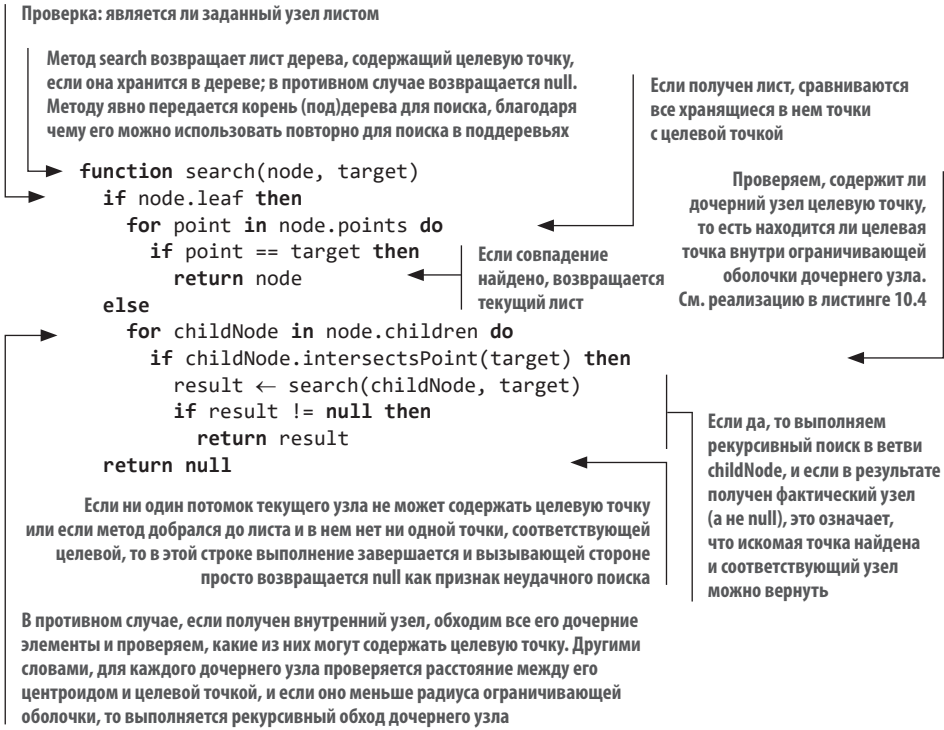 Проверка: является ли заданный узел листом
Метод search возвращает лист дерева, содержащий целевую точку,
если она хранится в дереве; в противном случае возвращается null.
Методу явно передается корень (под)дерева для поиска, благодаря
чему его можно использовать повторно для поиска в поддеревьях
Если получен лист, сравниваются
все хранящиеся в нем точки
с целевой точкой
function search(node, target)
if node.leaf then
for point in node.points do
if point == target then
return node
else
for childNode in node.children do
if childNode.intersectsPoint(target) then
result ← search(childNode, target)
if result != null then
return result
return null
Если совпадение
найдено, возвращается
текущий лист
Проверяем, содержит ли
дочерний узел целевую точку,
то есть находится ли целевая
точка внутри ограничивающей
оболочки дочернего узла.
См. реализацию в листинге 10.4
Если да, то выполняем
рекурсивный поиск в ветви
childNode, и если в результате
получен фактический узел
(а не null), это означает,
что искомая точка найдена
и соответствующий узел
можно вернуть
Если ни один потомок текущего узла не может содержать целевую точку
или если метод добрался до листа и в нем нет ни одной точки, соответствующей
целевой, то в этой строке выполнение завершается и вызывающей стороне
просто возвращается null как признак неудачного поиска
В противном случае, если получен внутренний узел, обходим все его дочерние
элементы и проверяем, какие из них могут содержать целевую точку. Другими
словами, для каждого дочернего узла проверяется расстояние между его
центроидом и целевой точкой, и если оно меньше радиуса ограничивающей
оболочки, то выполняется рекурсивный обход дочернего узла